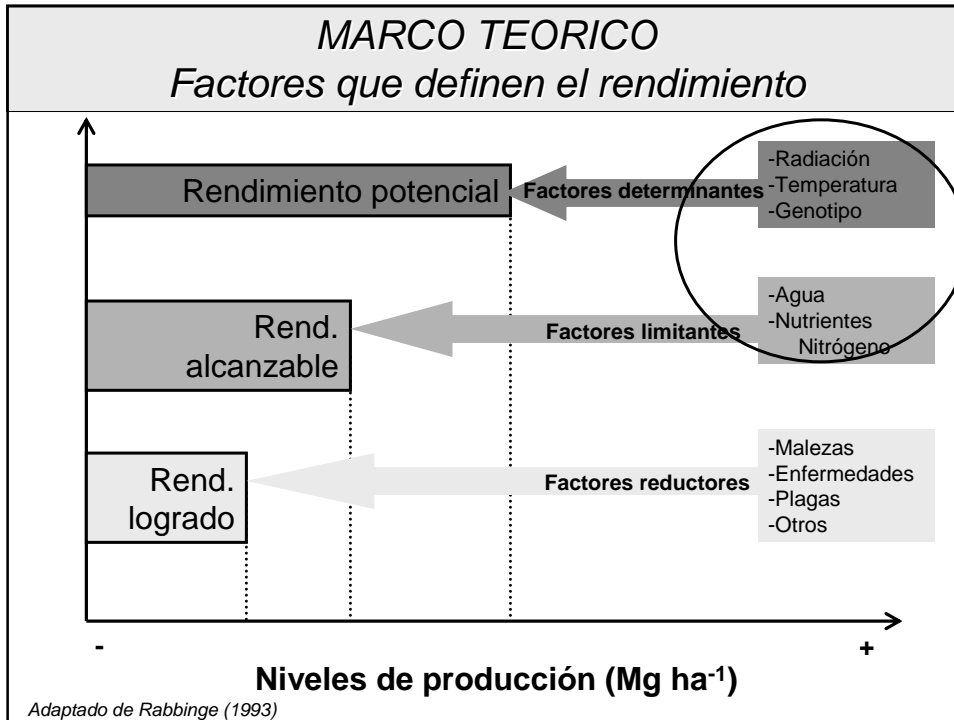 MARCO TEORICO
Factores que definen el rendimiento
Rendimiento potencial
Factores determinantes
-Radiación
-Temperatura
-Genotipo
Rend.
alcanzable
Factores limitantes
-Agua
-Nutrientes
Nitrógeno
Rend.
logrado
Factores reductores
-Malezas
-Enfermedades
-Plagas
-Otros
-
+
Niveles de producción (Mg ha⁻¹)
Adaptado de Rabbinge (1993)